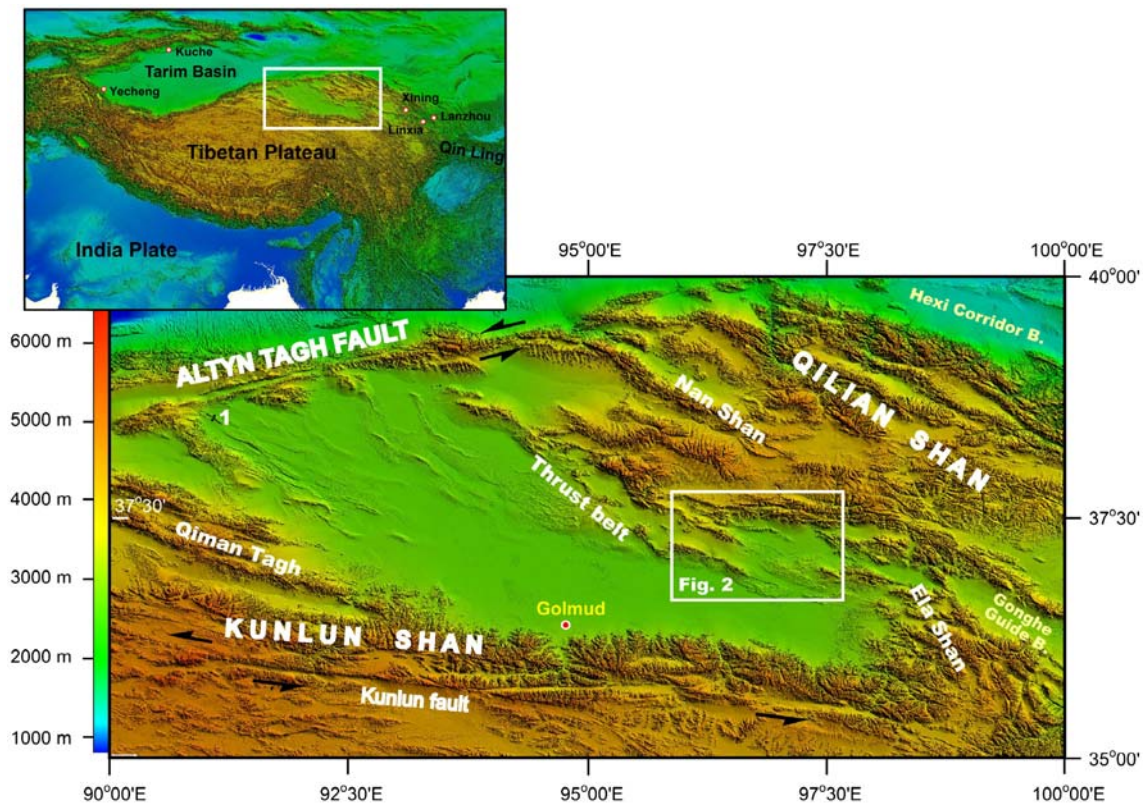 Kuche
Tarim Basin
Yecheng
Xining
Lanzhou
Linxia
Tibetan Plateau
Qin Ling
India Plate
95°00'E
97°30'E
100°00'E
40°00'
6000 m
5000 m
4000 m
3000 m
2000 m
1000 m
ALTYN TAGH FAULT
Hexi Corridor B.
QILIAN SHAN
Nan Shan
1
Thrust belt
37°30'
37°30'
Qiman Tagh
Fig. 2
Golmud
Ela Shan
Gonghe
Guide B.
KUNLUN SHAN
Kunlun fault
35°00'
90°00'E
92°30'E
95°00'E
97°30'E
100°00'E